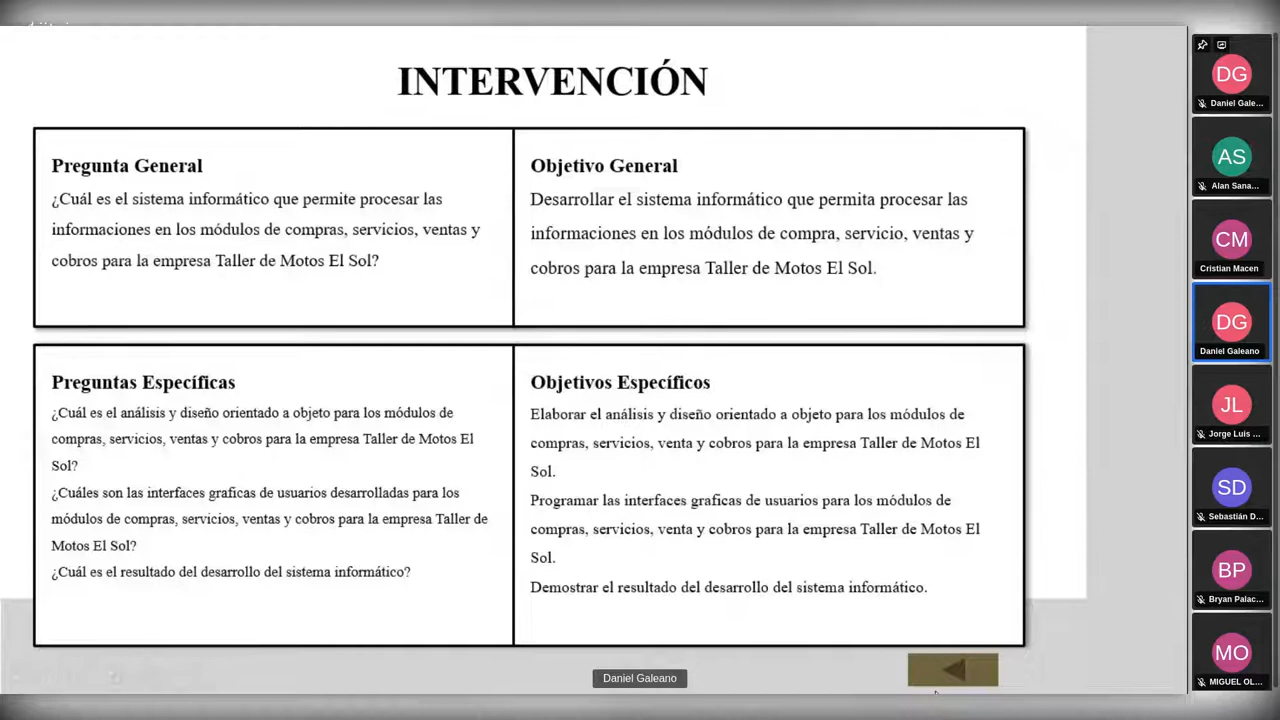 INTERVENCIÓN
Pregunta General
¿Cuál es el sistema informático que permite procesar las
informaciones en los módulos de compras, servicios, ventas y
cobros para la empresa Taller de Motos El Sol?
Objetivo General
Desarrollar el sistema informático que permita procesar las
informaciones en los módulos de compra, servicio, ventas y
cobros para la empresa Taller de Motos El Sol.
Preguntas Específicas
¿Cuál es el análisis y diseño orientado a objeto para los módulos de
compras, servicios, ventas y cobros para la empresa Taller de Motos El
Sol?
¿Cuáles son las interfaces graficas de usuarios desarrolladas para los
módulos de compras, servicios, ventas y cobros para la empresa Taller de
Motos El Sol?
¿Cuál es el resultado del desarrollo del sistema informático?
Objetivos Específicos
Elaborar el análisis y diseño orientado a objeto para los módulos de
compras, servicios, venta y cobros para la empresa Taller de Motos El
Sol.
Programar las interfaces graficas de usuarios para los módulos de
compras, servicios, venta y cobros para la empresa Taller de Motos El
Sol.
Demostrar el resultado del desarrollo del sistema informático.
Daniel Galeano
DG
Daniel Gale...
AS
Alan Sana...
CM
Cristian Macen
DG
Daniel Galeano
JL
Jorge Luis ...
SD
Sebastián D...
BP
Bryan Palac...
MO
MIGUEL OL...